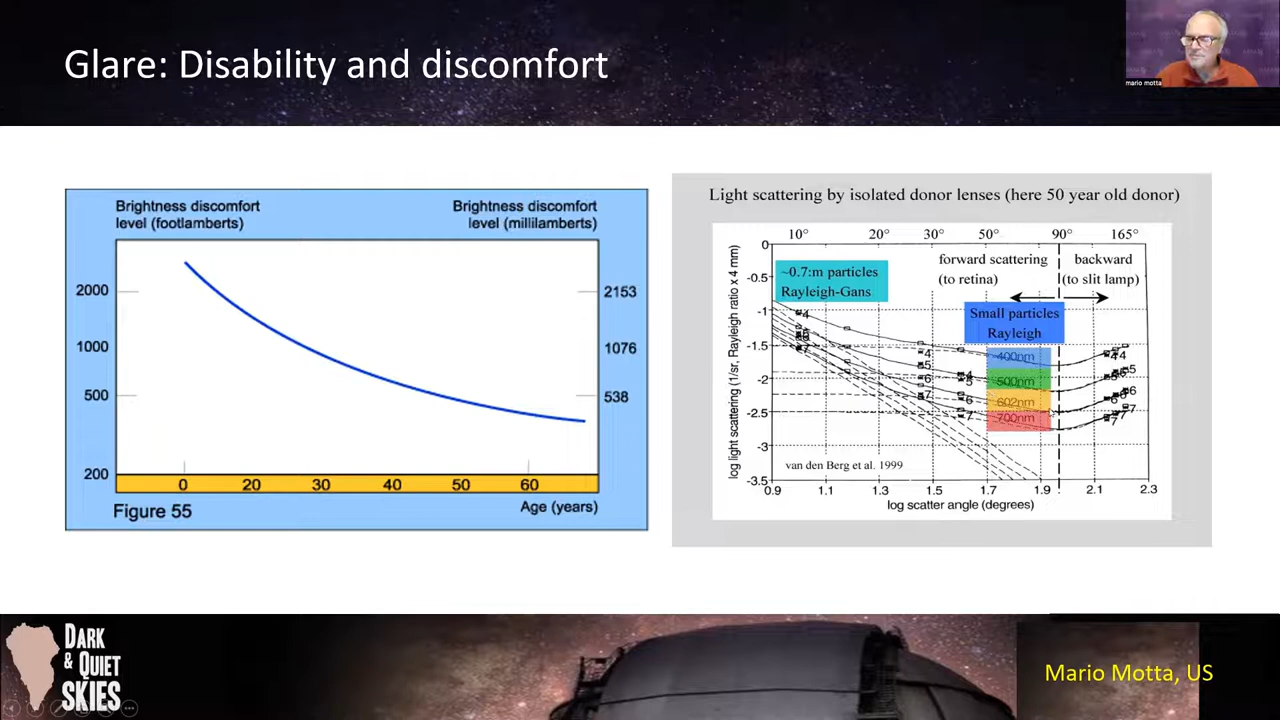 Glare: Disability and discomfort
mario motta
Brightness discomfort
level (footlamberts)
Brightness discomfort
level (millilamberts)
2000
1000
500
200
2153
1076
538
0 20 30 40 50 60
Age (years)
Figure 55
Light scattering by isolated donor lenses (here 50 year old donor)
10° 20° 30° 50° 90° 165°
log light scattering (1/sr, Rayleigh ratio x 4 mm)
0
-0.5
-1
-1.5
-2
-2.5
-3
-3.5
~0.7:m particles
Rayleigh-Gans
forward scattering
(to retina)
backward
(to slit lamp)
Small particles
Rayleigh
400nm
500nm
602nm
700nm
van den Berg et al. 1999
0.9 1.1 1.3 1.5 1.7 1.9 2.1 2.3
log scatter angle (degrees)
DARK
& QUIET
SKIES
Mario Motta, US